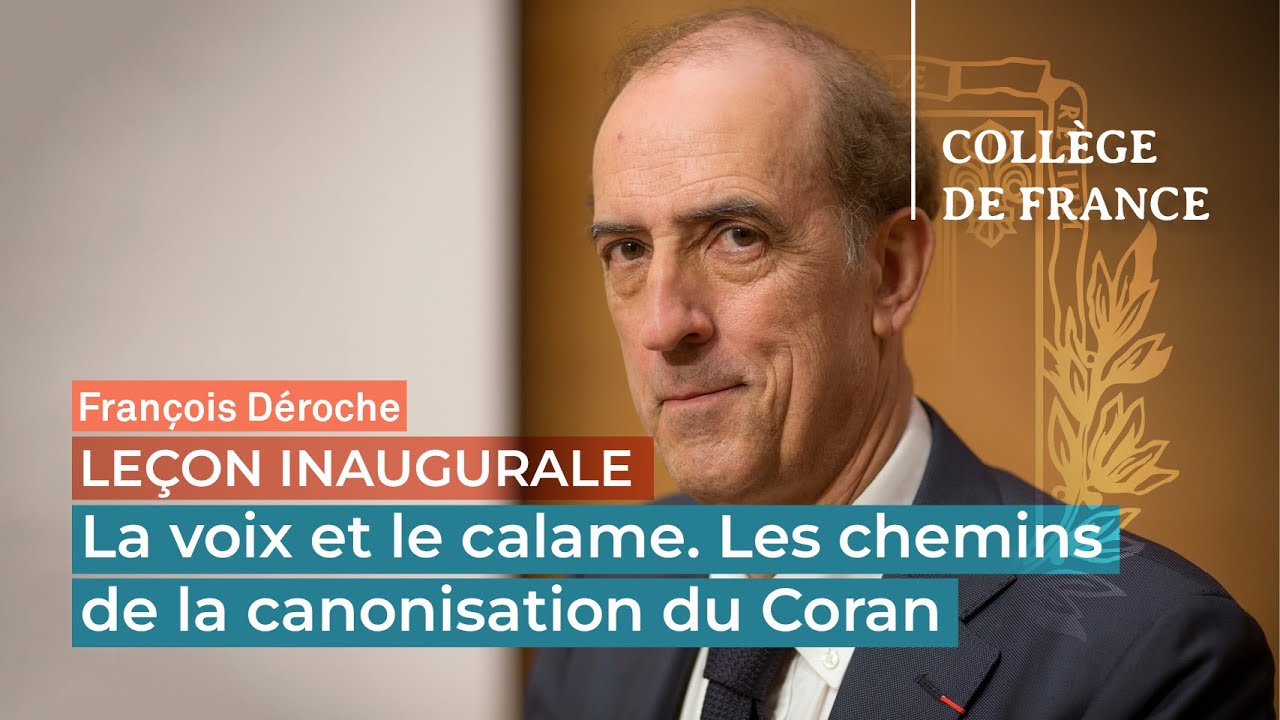 COLLÈGE
DE FRANCE
François Déroche
LEÇON INAUGURALE
La voix et le calame. Les chemins
de la canonisation du Coran